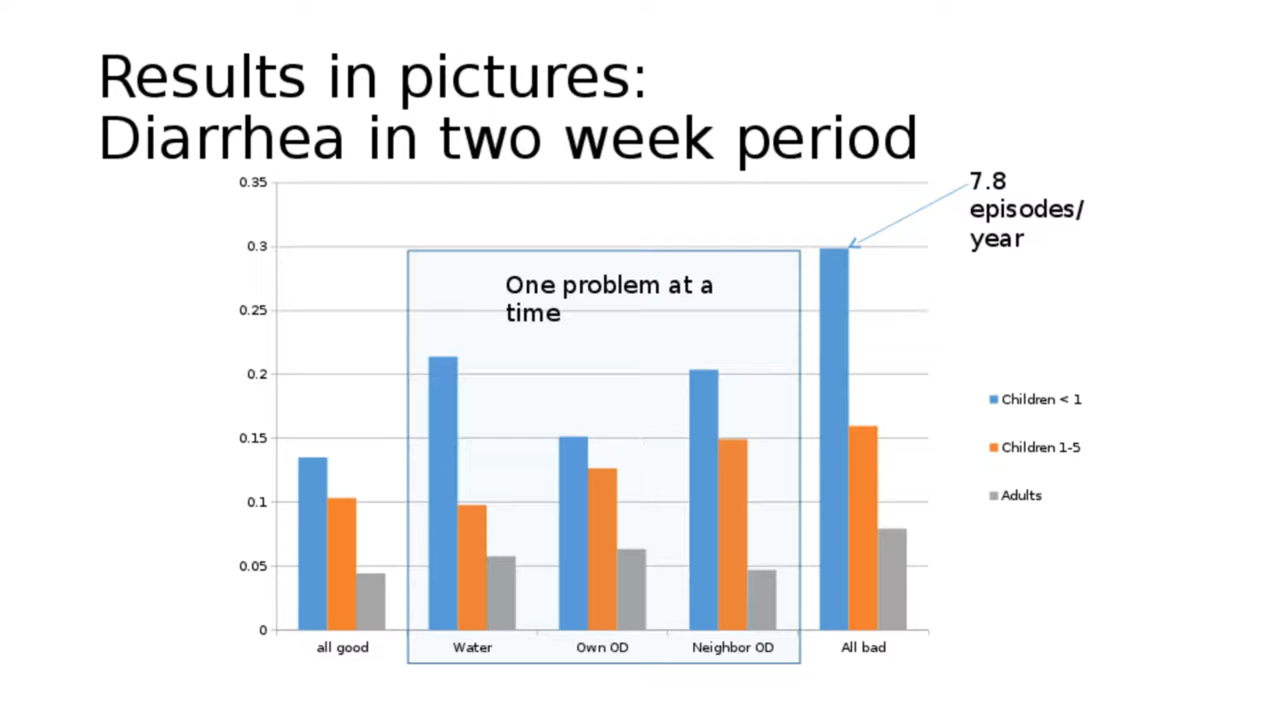 Results in pictures:
Diarrhea in two week period
7.8
episodes/
year
0.35
0.3
0.25
0.2
0.15
0.1
0.05
0
One problem at a
time
all good
Water
Own OD
Neighbor OD
All bad
Children < 1
Children 1-5
Adults